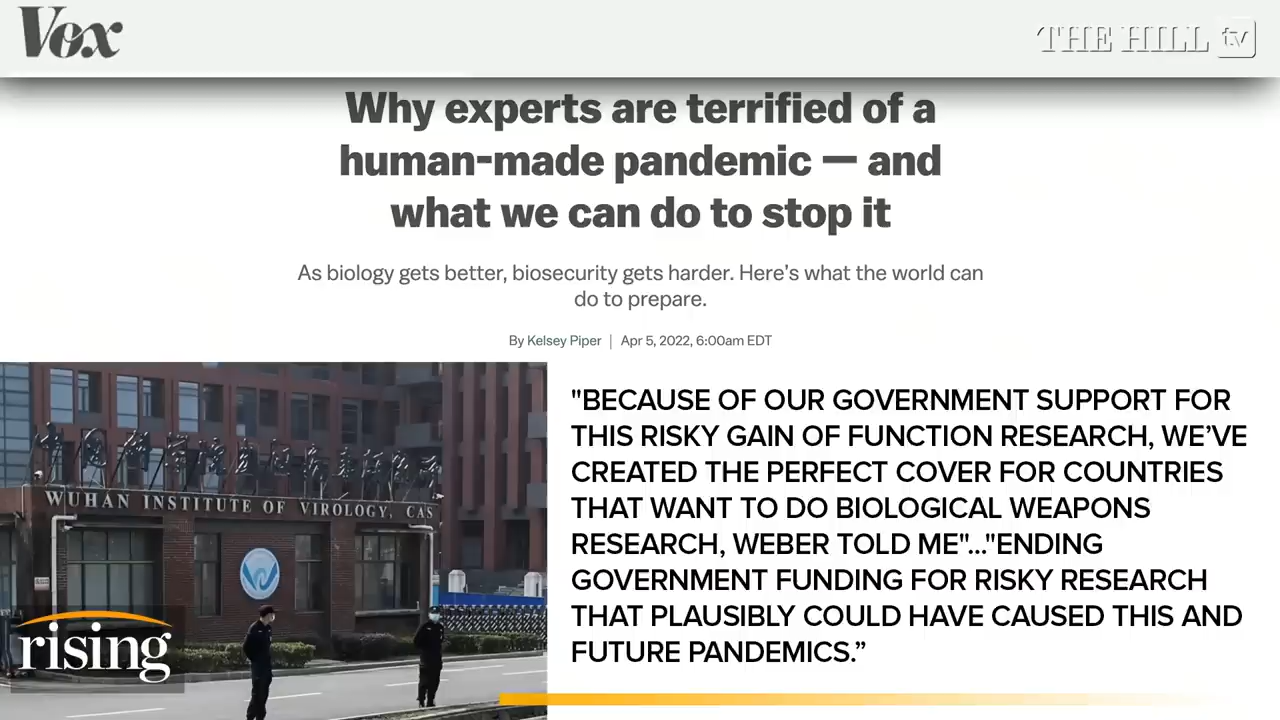 Vox
THE HILL tv
Why experts are terrified of a
human-made pandemic — and
what we can do to stop it
As biology gets better, biosecurity gets harder. Here’s what the world can
do to prepare.
By Kelsey Piper | Apr 5, 2022, 6:00am EDT
WUHAN INSTITUTE OF VIROLOGY, CAS
rising
"BECAUSE OF OUR GOVERNMENT SUPPORT FOR
THIS RISKY GAIN OF FUNCTION RESEARCH, WE’VE
CREATED THE PERFECT COVER FOR COUNTRIES
THAT WANT TO DO BIOLOGICAL WEAPONS
RESEARCH, WEBER TOLD ME"..."ENDING
GOVERNMENT FUNDING FOR RISKY RESEARCH
THAT PLAUSIBLY COULD HAVE CAUSED THIS AND
FUTURE PANDEMICS.”